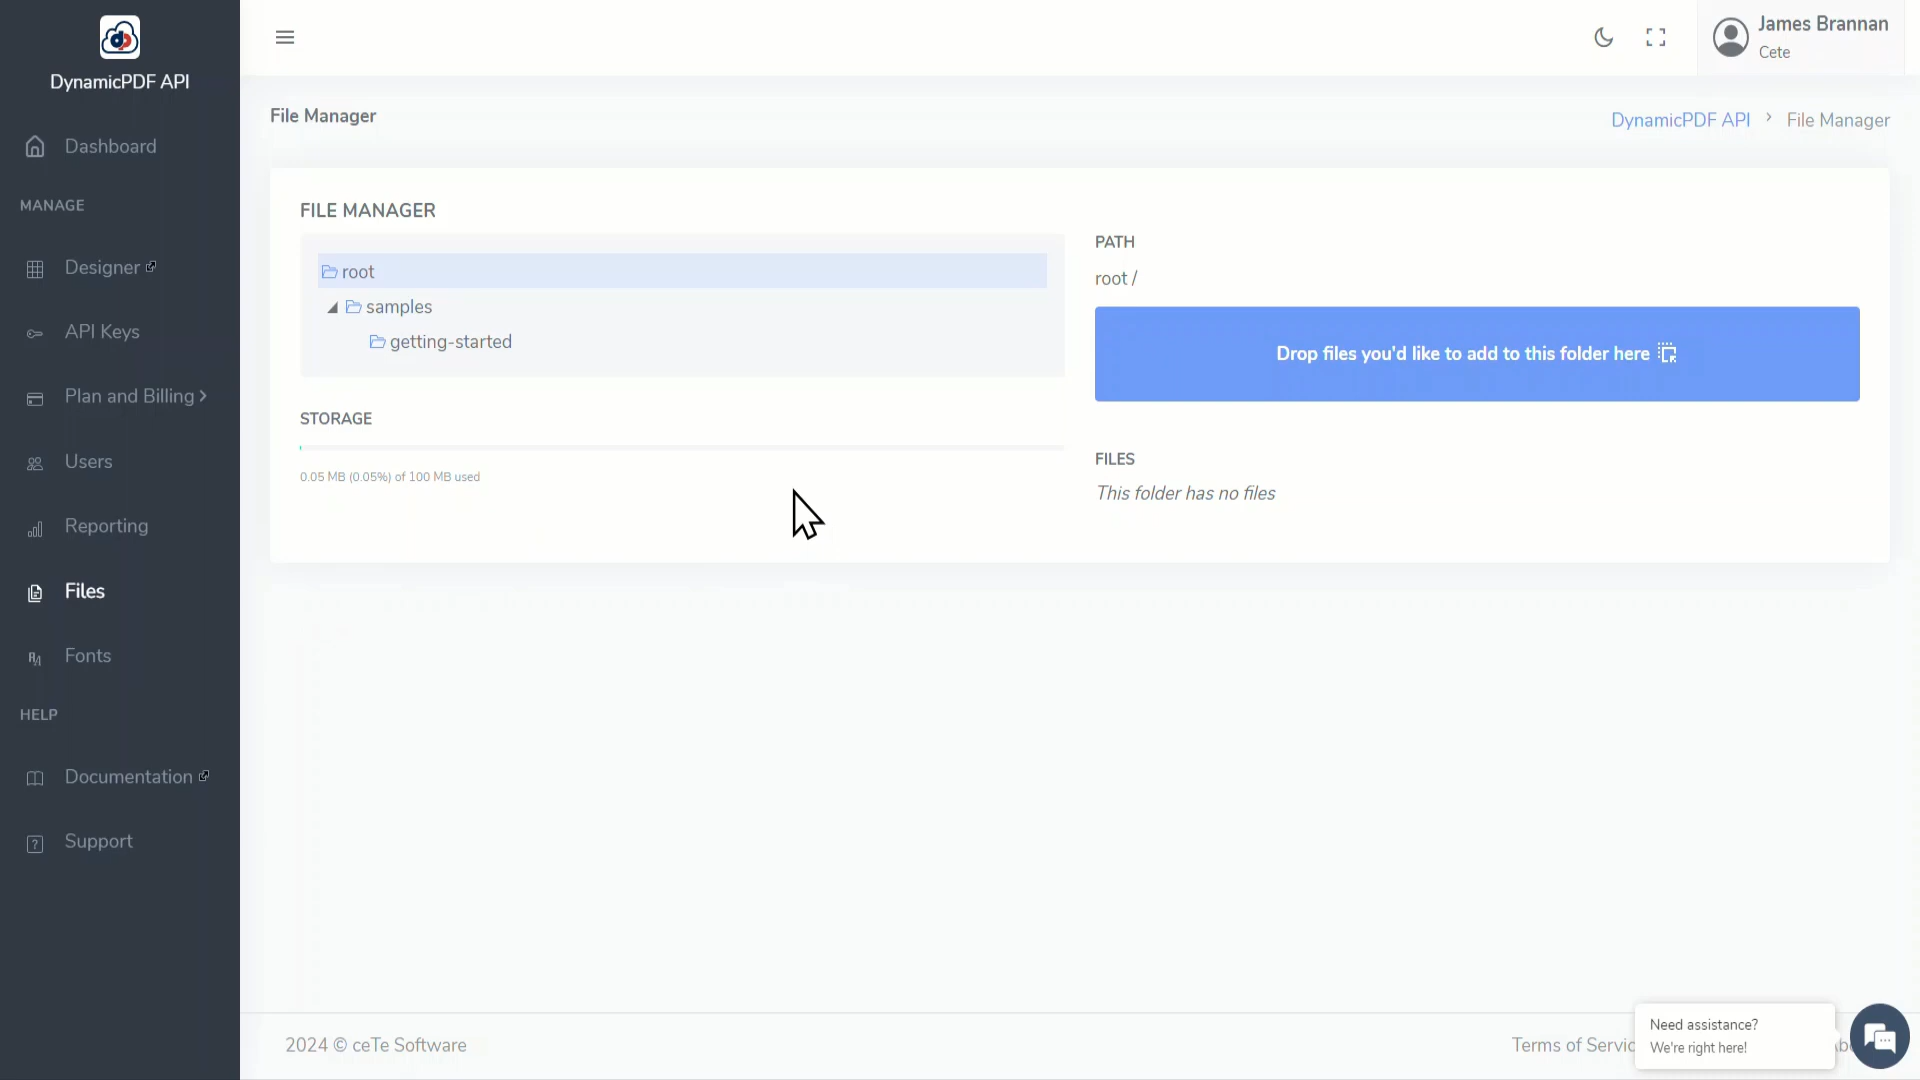 DynamicPDF API
Dashboard
MANAGE
Designer
API Keys
Plan and Billing
Users
Reporting
Files
Fonts
HELP
Documentation
Support
James Brannan
Cete
File Manager
DynamicPDF API > File Manager
FILE MANAGER
root
samples
getting-started
STORAGE
0.05 MB (0.05%) of 100 MB used
PATH
root /
Drop files you'd like to add to this folder here
FILES
This folder has no files
2024 © ceTe Software
Terms of Servic
Need assistance?
We're right here!